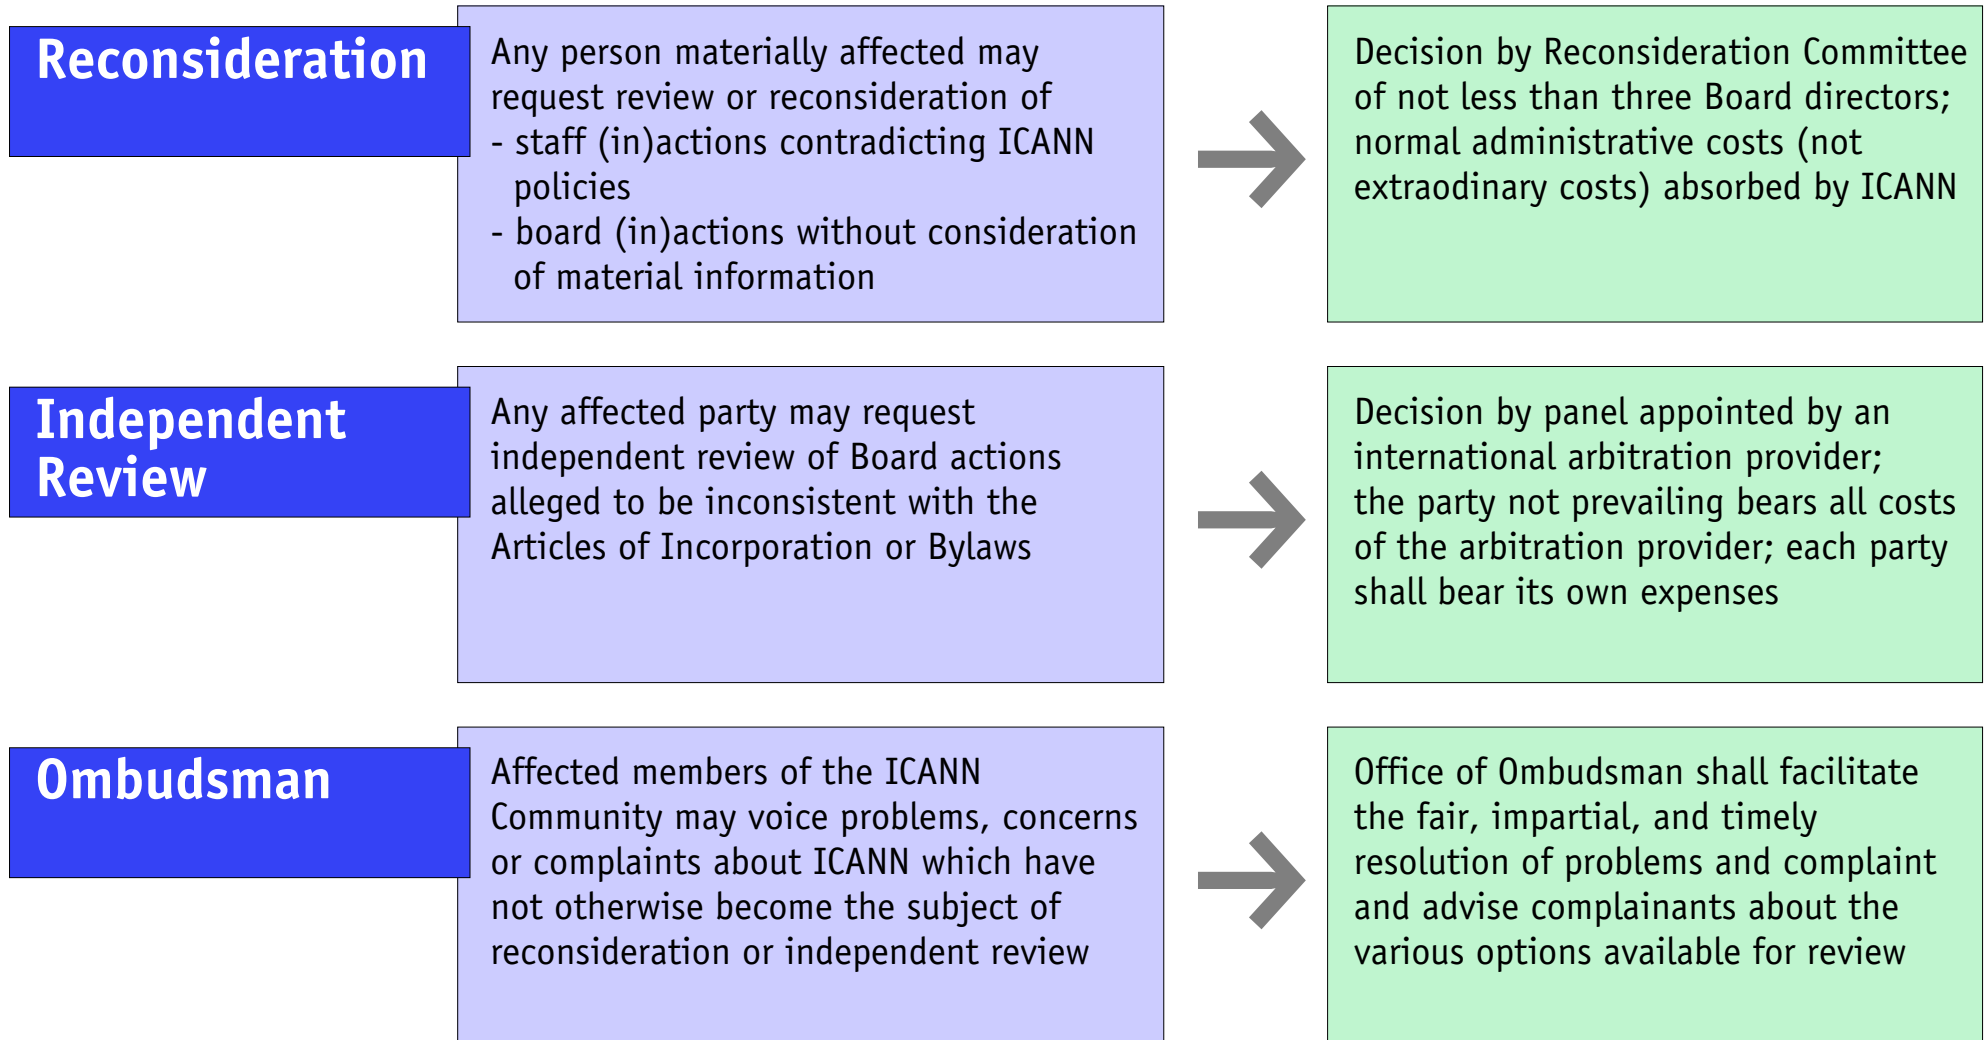 Reconsideration
Any person materially affected may
request review or reconsideration of
- staff (in)actions contradicting ICANN
policies
- board (in)actions without consideration
of material information
Decision by Reconsideration Committee
of not less than three Board directors;
normal administrative costs (not
extraodinary costs) absorbed by ICANN
Independent
Review
Any affected party may request
independent review of Board actions
alleged to be inconsistent with the
Articles of Incorporation or Bylaws
Decision by panel appointed by an
international arbitration provider;
the party not prevailing bears all costs
of the arbitration provider; each party
shall bear its own expenses
Ombudsman
Affected members of the ICANN
Community may voice problems, concerns
or complaints about ICANN which have
not otherwise become the subject of
reconsideration or independent review
Office of Ombudsman shall facilitate
the fair, impartial, and timely
resolution of problems and complaint
and advise complainants about the
various options available for review